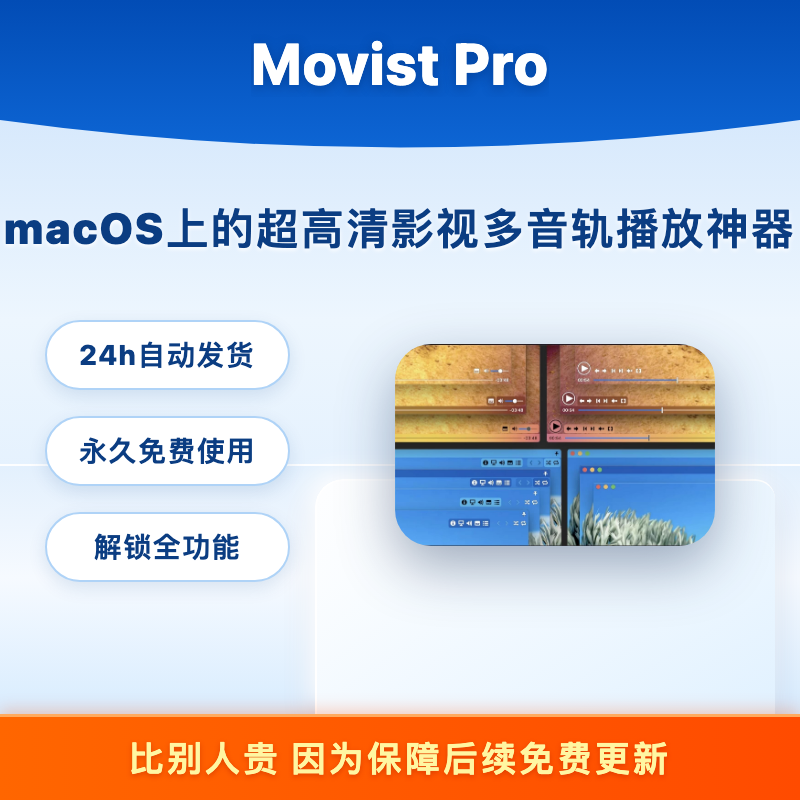 Movist Pro
macOS上的超高清影视多音轨播放神器
24h自动发货
永久免费使用
解锁全功能
比别人贵 因为保障后续免费更新